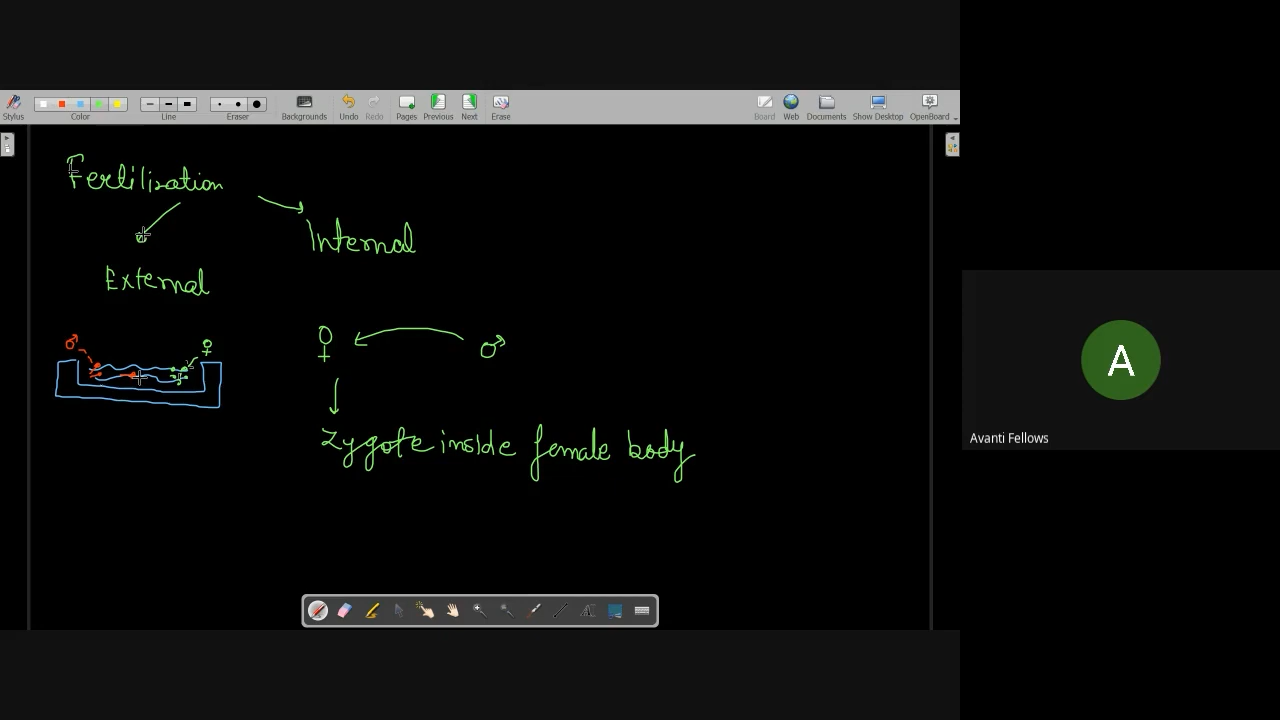 Stylus
Color
Line
Eraser
Backgrounds
Undo
Redo
Pages
Previous
Next
Erase
Board
Web
Documents
Show Desktop
OpenBoard
Fertilization
Internal
External
♂
♀
♀
♂
Zygote inside female body
A
Avanti Fellows